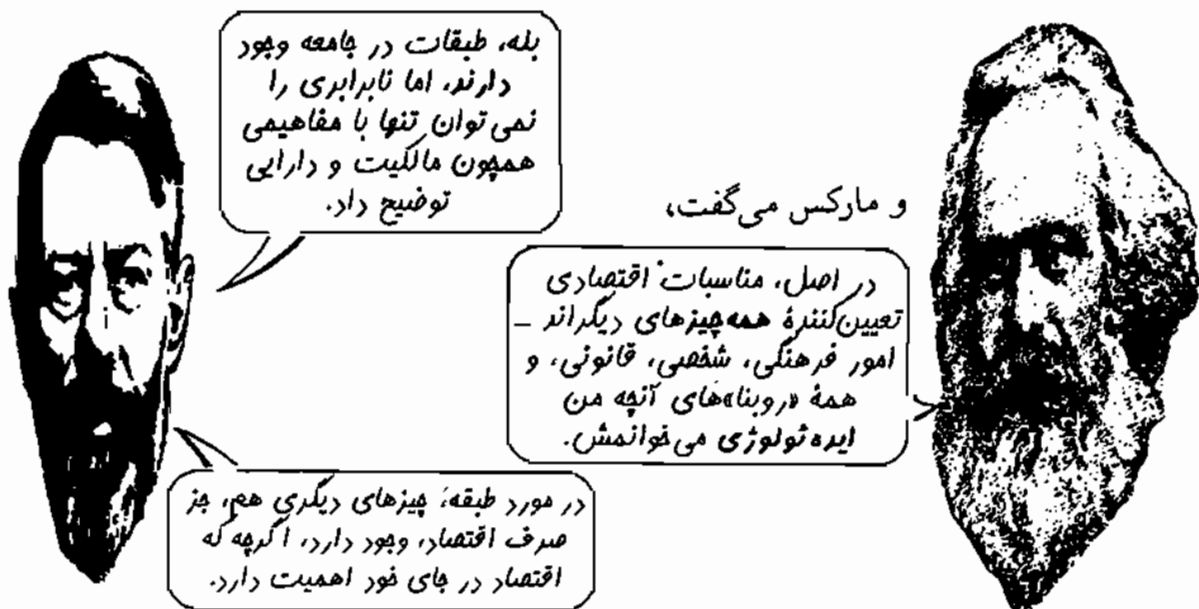 بله، طبقات در جامعه وجود
دارند، اما نابرابری را
نمی‌توان تنها با مفاهیمی
همچون مالکیت و دارایی
توضیح داد.
و مارکس می‌گفت،
در اصل، مناسبات اقتصادی
تعیین‌کنندهٔ همه‌چیزهای دیگراند –
امور فرهنگی، شخصی، قانونی، و
همهٔ «روبنا»های آنچه من
ایده‌ئولوژی می‌خوانمش.
در مورد طبقه، چیزهای دیگری هم، جز
صرف اقتصاد، وجود دارد، اگرچه که
اقتصاد در جای خود اهمیت دارد.